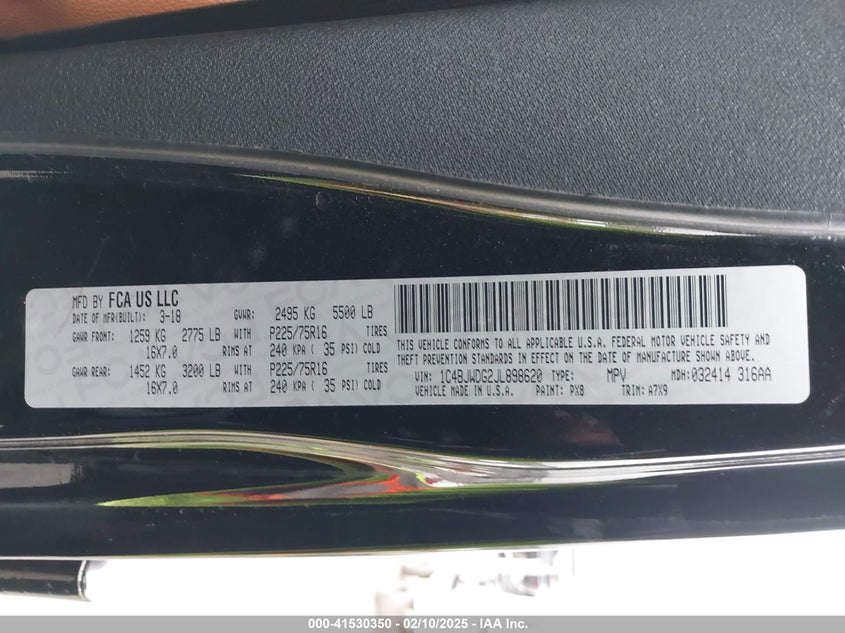 MFD BY FCA US LLC
DATE OF MFR(BUILT): 3-18 GVWR: 2495 KG 5500 LB
GAWR FRONT: 1259 KG 2775 LB WITH P225/75R16 TIRES
16X7.0 RIMS AT 240 KPA ( 35 PSI) COLD
GAWR REAR: 1452 KG 3200 LB WITH P225/75R16 TIRES
16X7.0 RIMS AT 240 KPA ( 35 PSI) COLD
THIS VEHICLE CONFORMS TO ALL APPLICABLE U.S.A. FEDERAL MOTOR VEHICLE SAFETY AND
THEFT PREVENTION STANDARDS IN EFFECT ON THE DATE OF MANUFACTURE SHOWN ABOVE.
VIN: 1C4BJWDG2JL898620 TYPE: MPV MDH: 032414 316AA
VEHICLE MADE IN U.S.A. PAINT: PX8 TRIM: A7X9
000-41530350 - 02/10/2025 - IAA Inc.